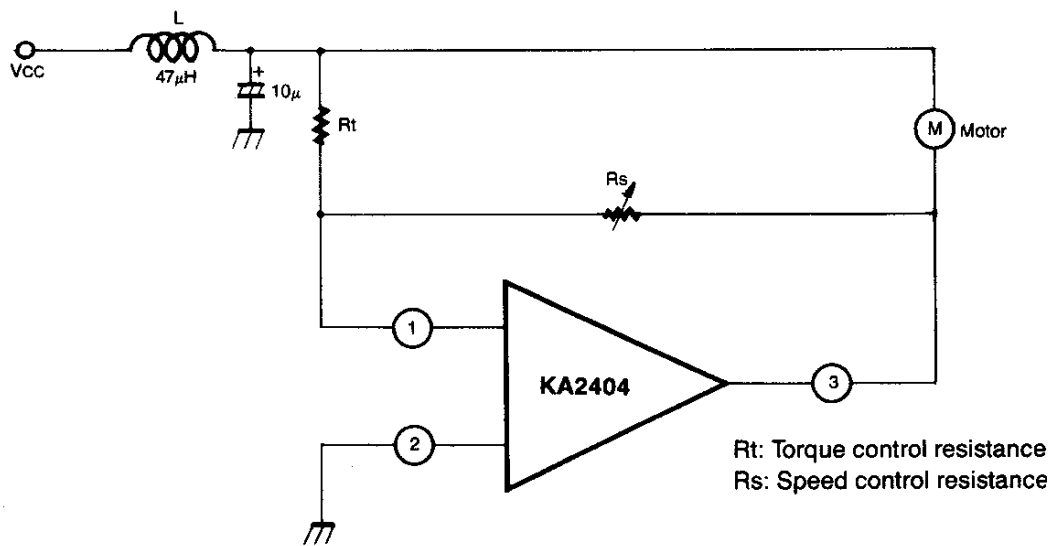 L
VCC
47μH
+
10μ
Rt
M
Motor
Rs
1
KA2404
3
2
Rt: Torque control resistance
Rs: Speed control resistance